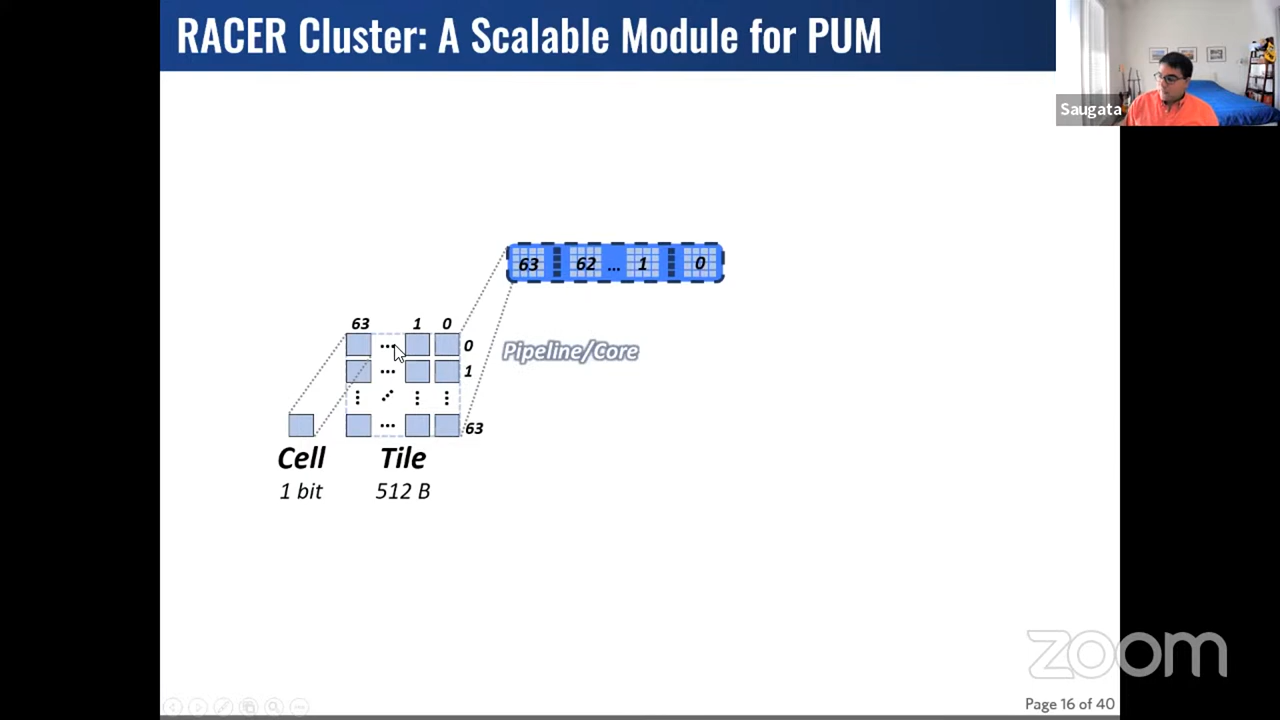 RACER Cluster: A Scalable Module for PUM
Saugata
63 62 ... 1 0
63 1 0
... 0
... 1
... 63
Pipeline/Core
Cell Tile
1 bit 512 B
zoom
Page 16 of 40